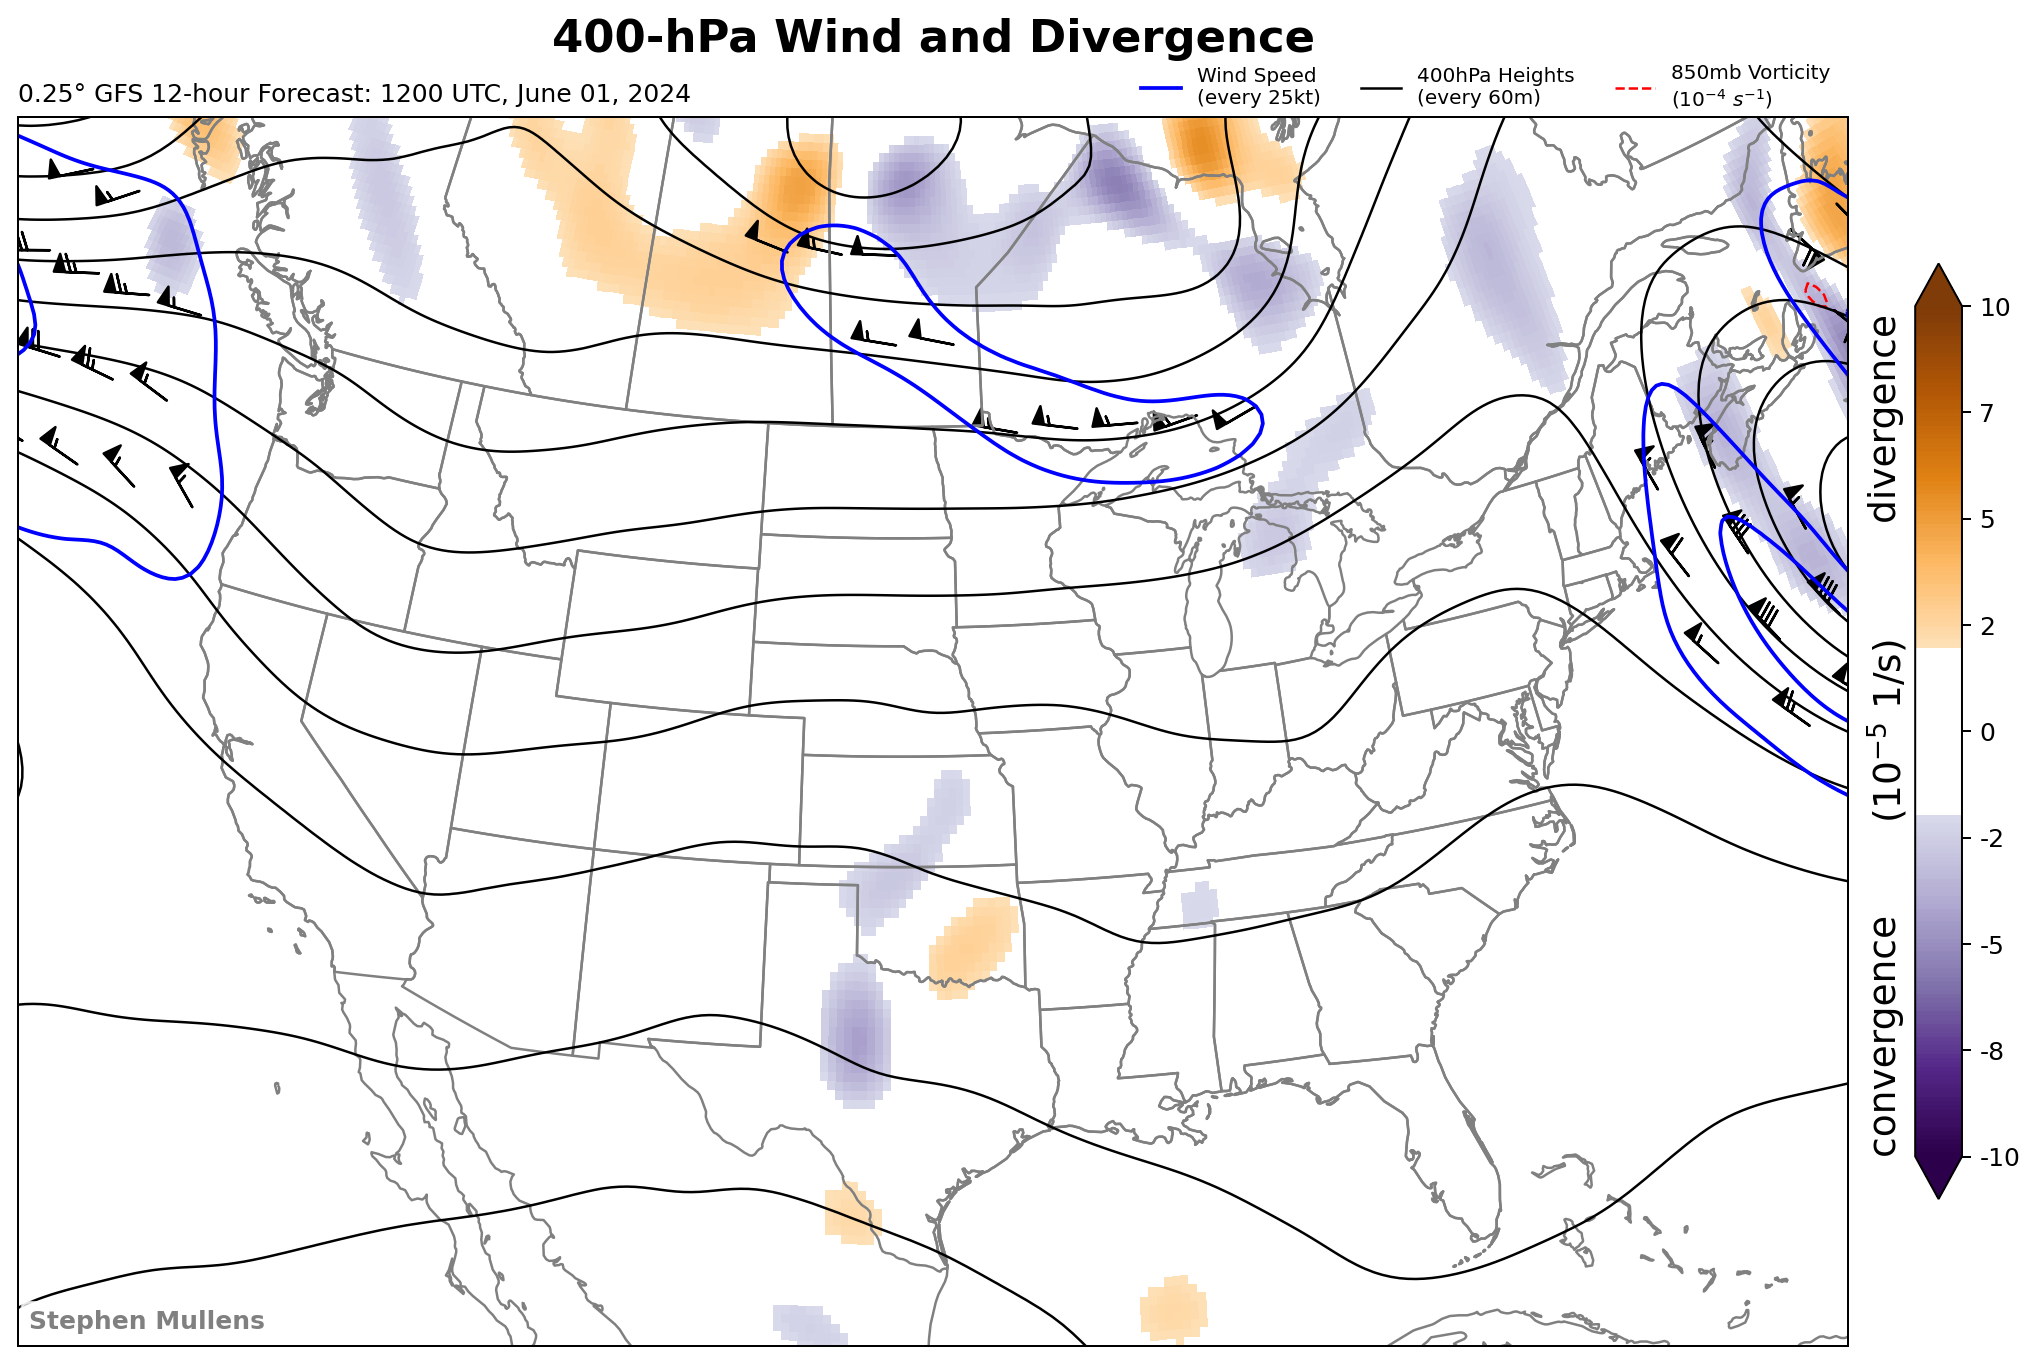 400-hPa Wind and Divergence
0.25° GFS 12-hour Forecast: 1200 UTC, June 01, 2024
Wind Speed
(every 25kt)
400hPa Heights
(every 60m)
850mb Vorticity
(10⁻⁴ s⁻¹)
10
7
5
2
0
-2
-5
-8
-10
divergence
(10⁻⁵ 1/s)
convergence
Stephen Mullens